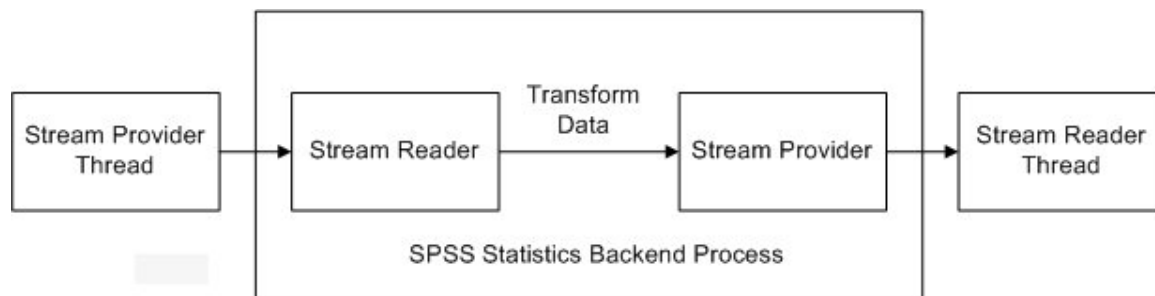 Stream Provider
Thread
Stream Reader
Transform
Data
Stream Provider
Stream Reader
Thread
SPSS Statistics Backend Process